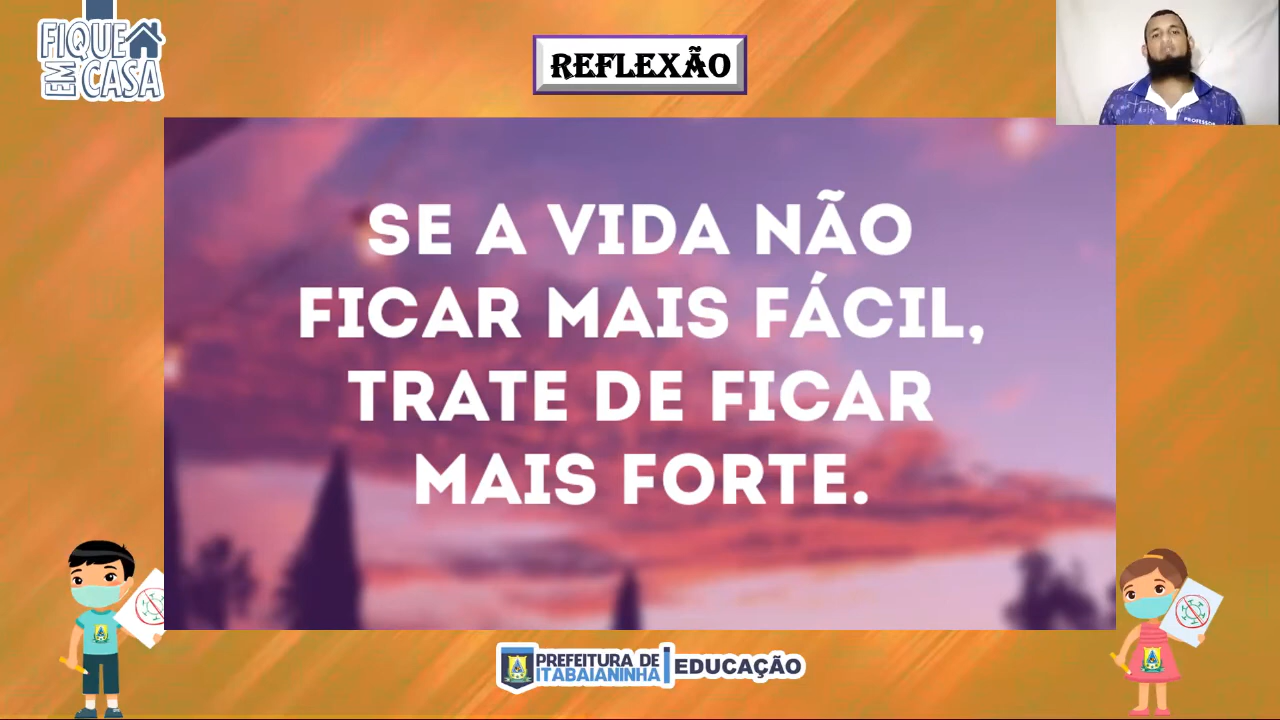 FIQUE
EM
CASA
REFLEXÃO
PROFESSOR
SE A VIDA NÃO
FICAR MAIS FÁCIL,
TRATE DE FICAR
MAIS FORTE.
PREFEITURA DE
ITABAIANINHA
EDUCAÇÃO